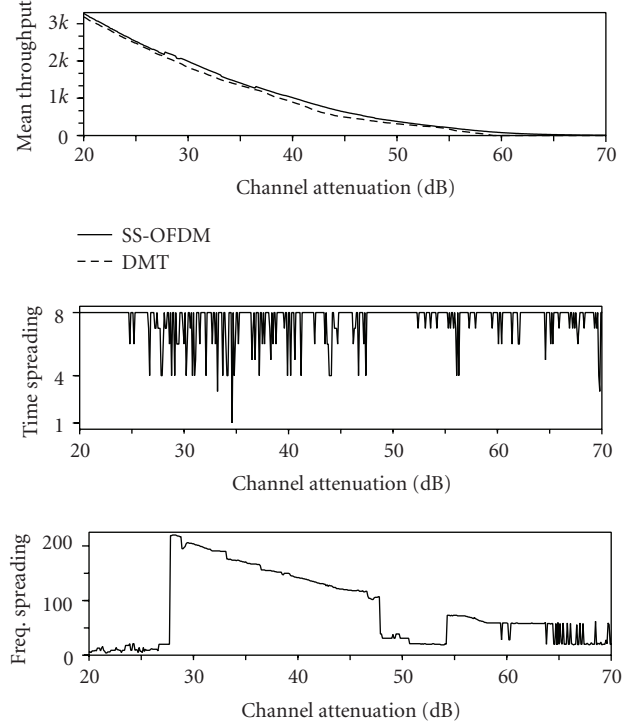 Mean throughput
3k
2k
1k
0
20 30 40 50 60 70
Channel attenuation (dB)
SS-OFDM
DMT
Time spreading
8
4
1
20 30 40 50 60 70
Channel attenuation (dB)
Freq. spreading
200
100
0
20 30 40 50 60 70
Channel attenuation (dB)